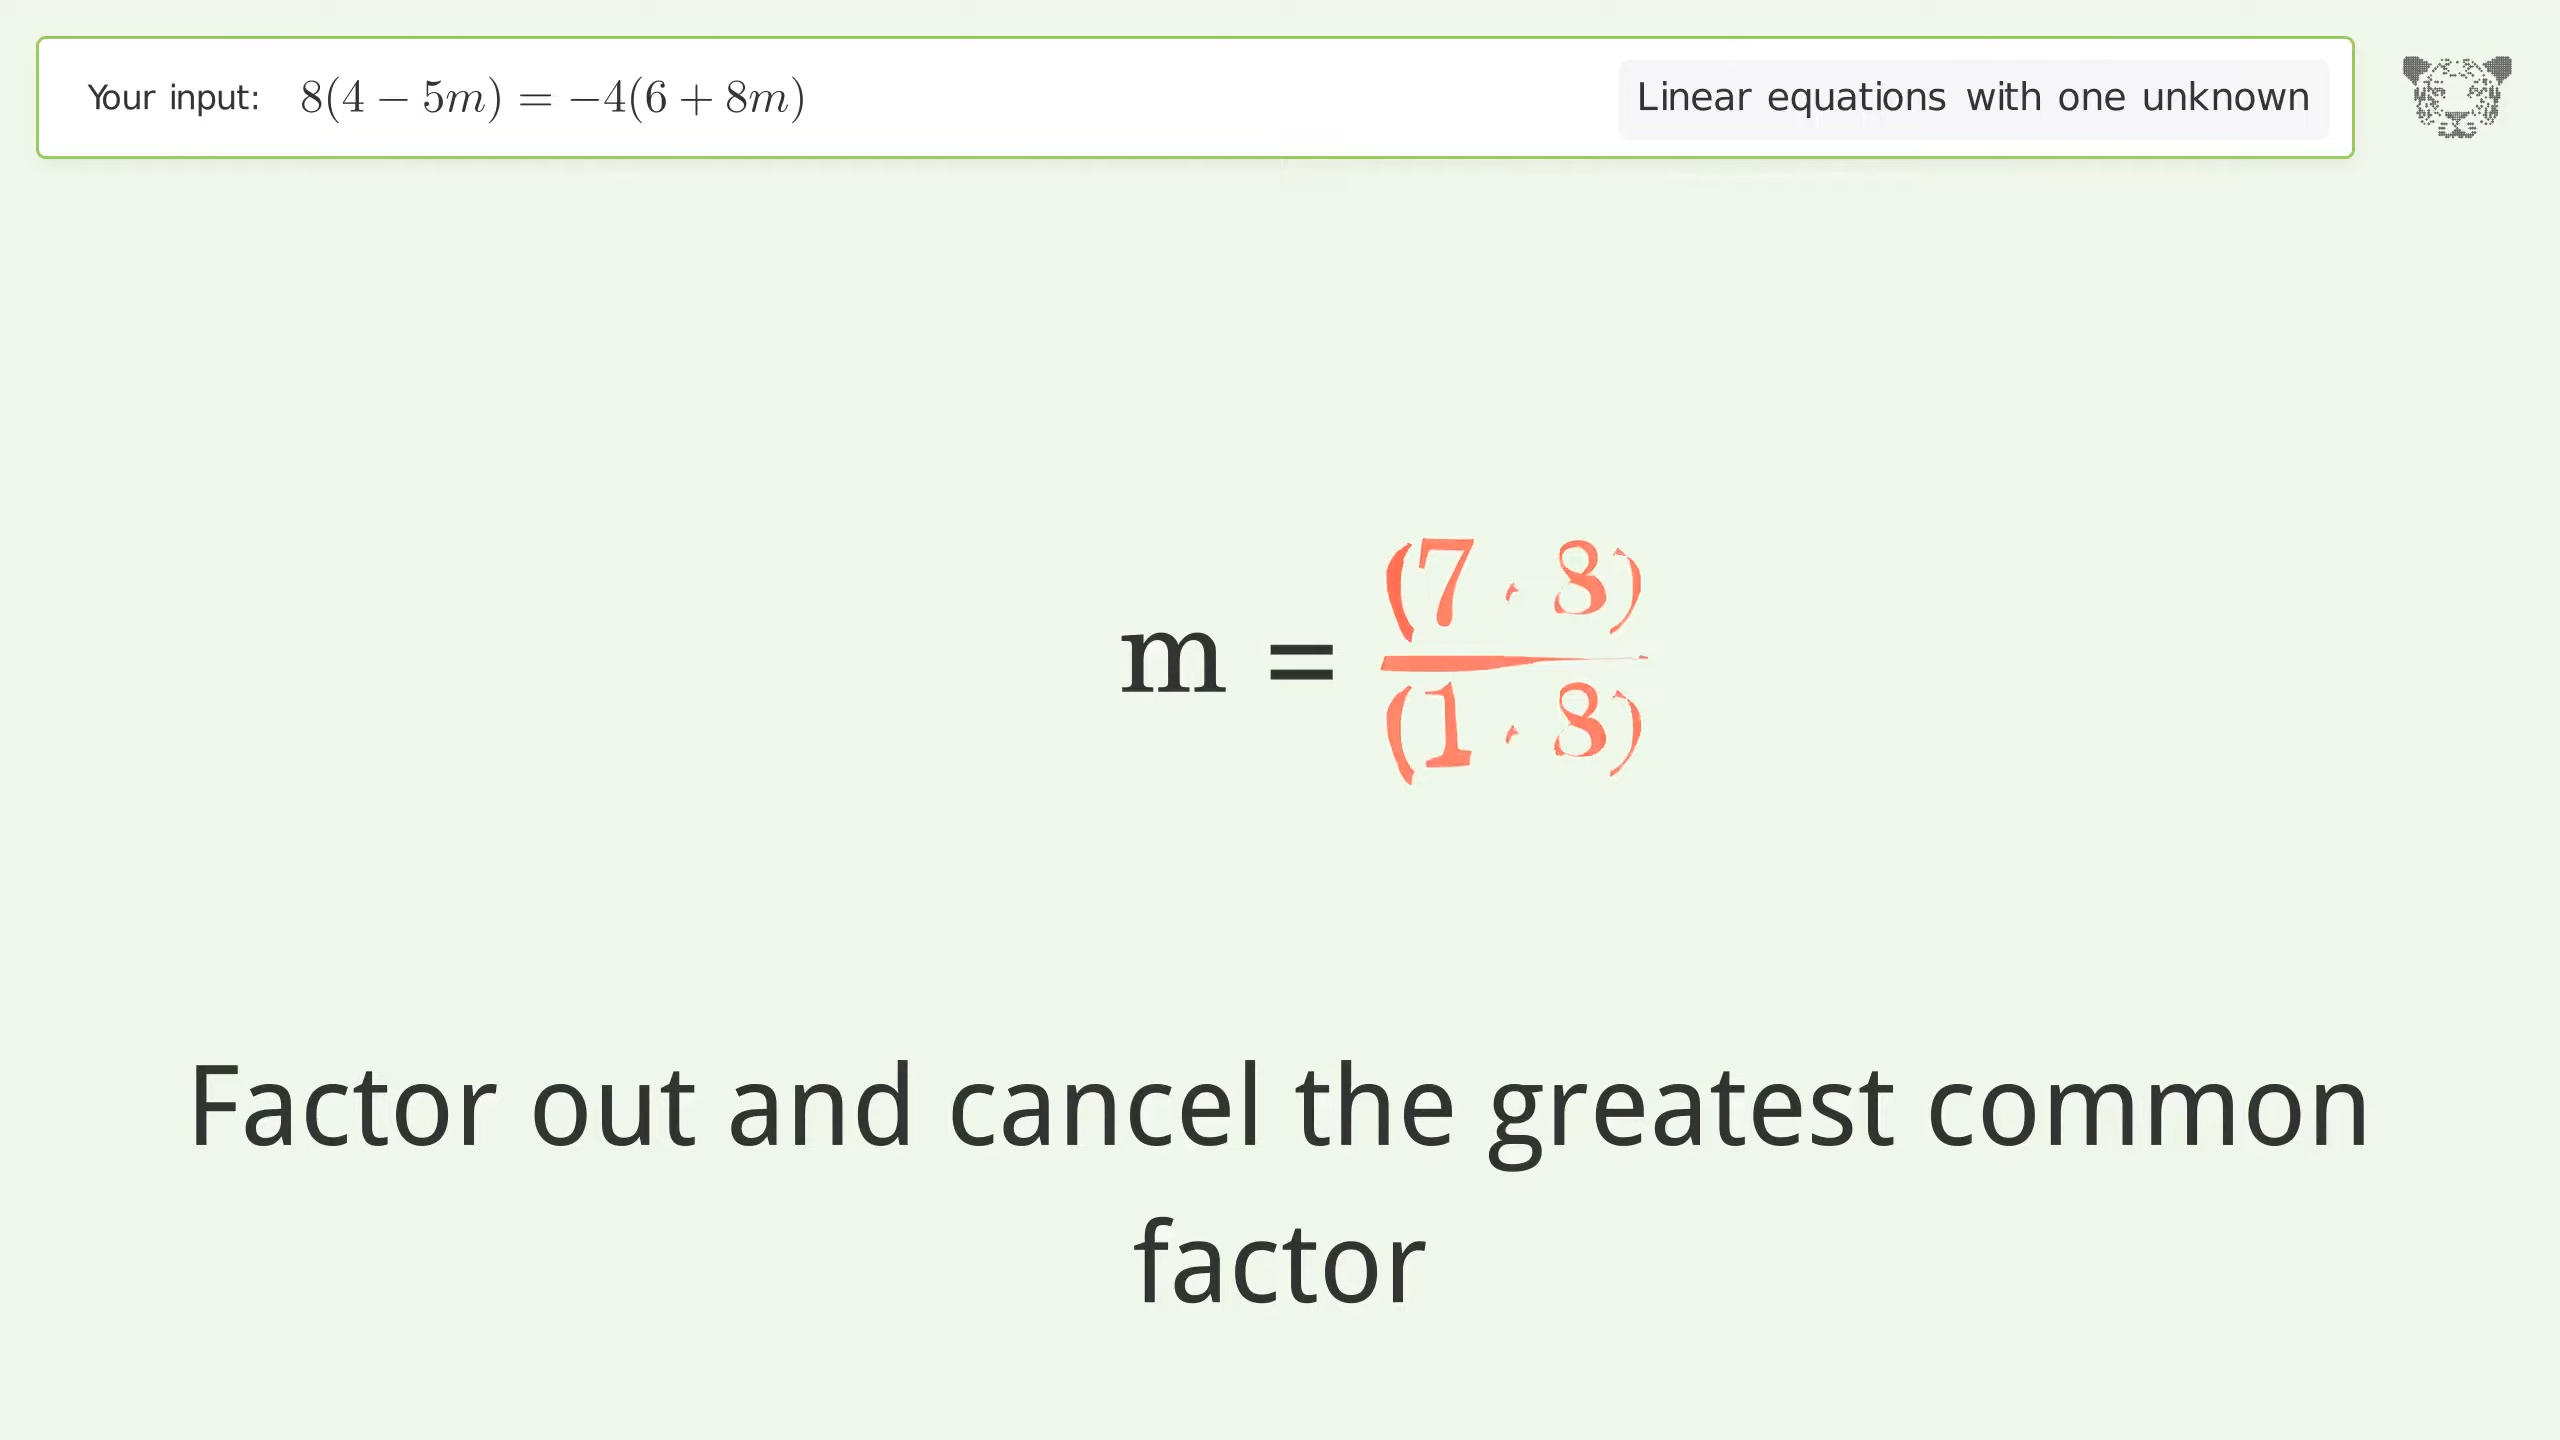 Your input: 8(4 − 5m) = −4(6 + 8m)
Linear equations with one unknown
m = (7 · 8)/(1 · 8)
Factor out and cancel the greatest common
factor